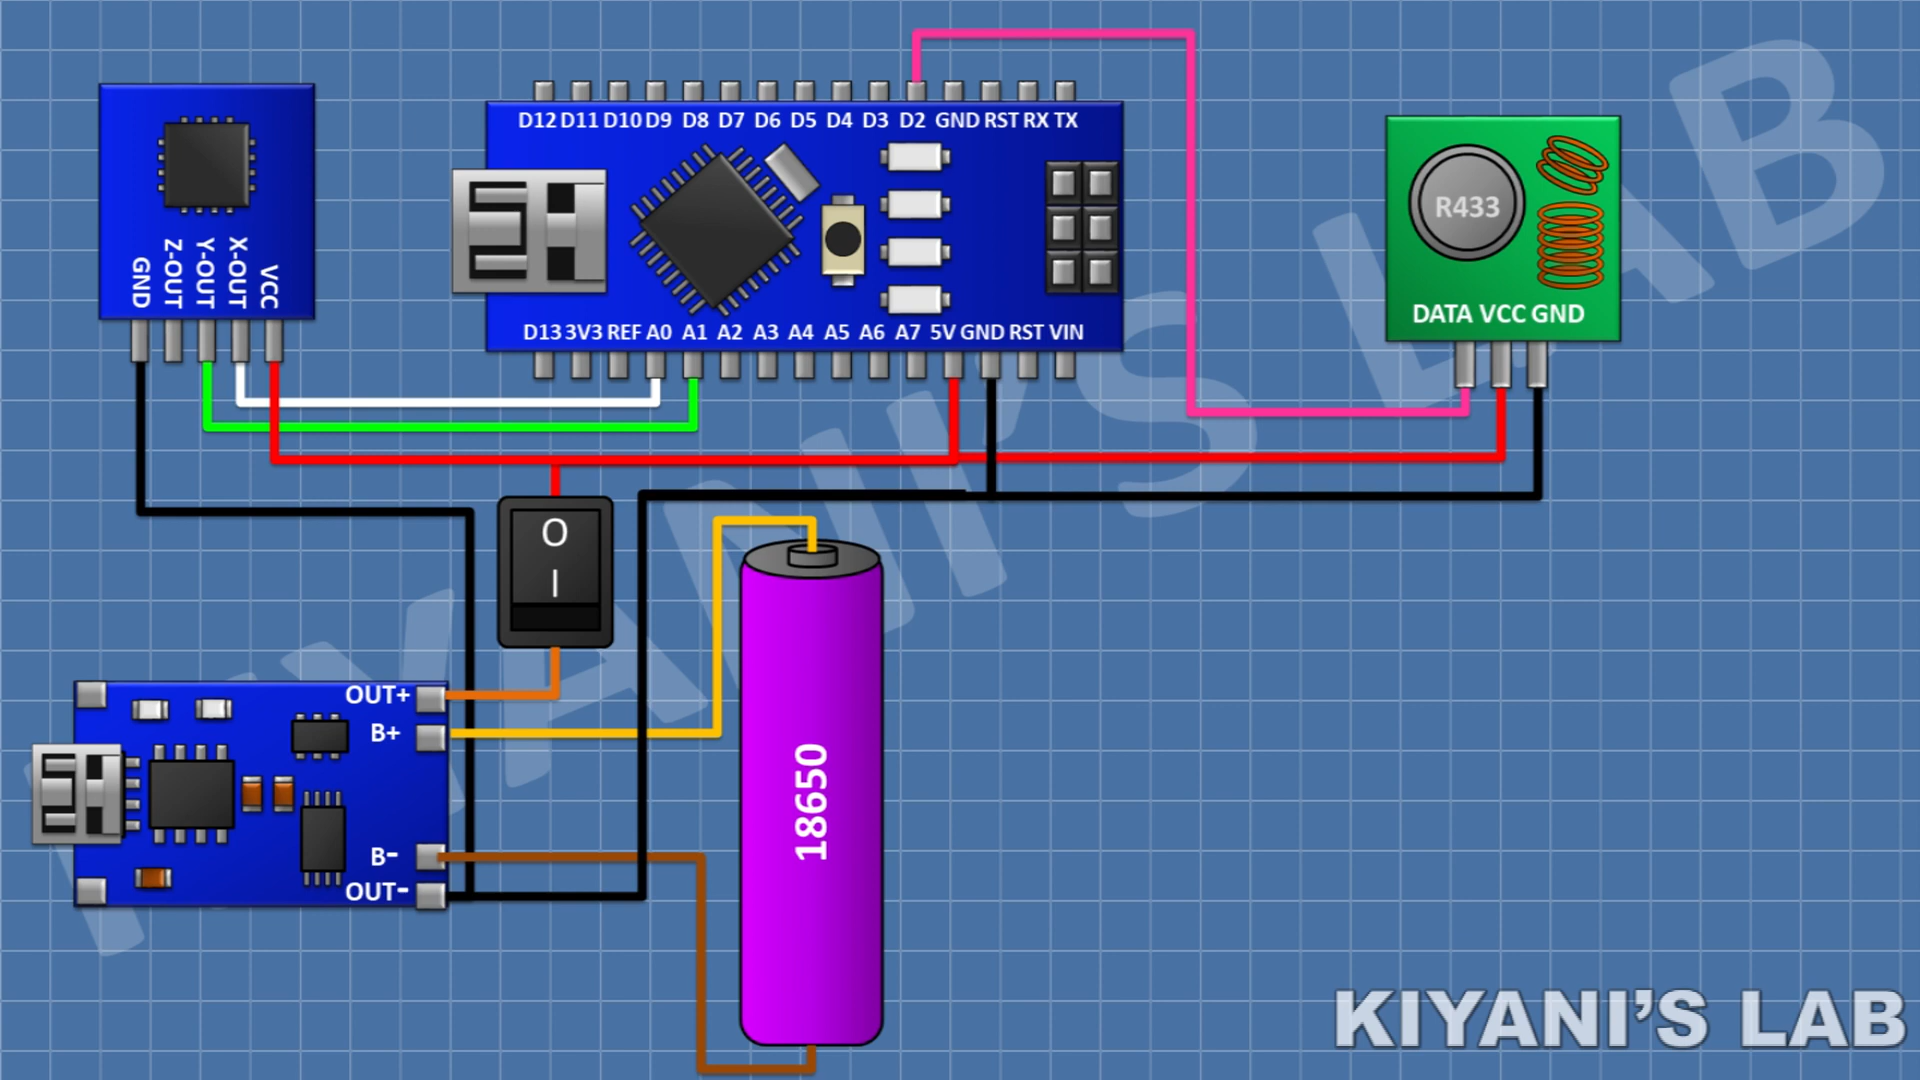 D12 D11 D10 D9 D8 D7 D6 D5 D4 D3 D2 GND RST RX TX
GND
Z-OUT
Y-OUT
X-OUT
VCC
R433
DATA VCC GND
D13 3V3 REF A0 A1 A2 A3 A4 A5 A6 A7 5V GND RST VIN
O
I
OUT+
B+
B-
OUT-
18650
KIYANI'S LAB
KIYANI'S LAB